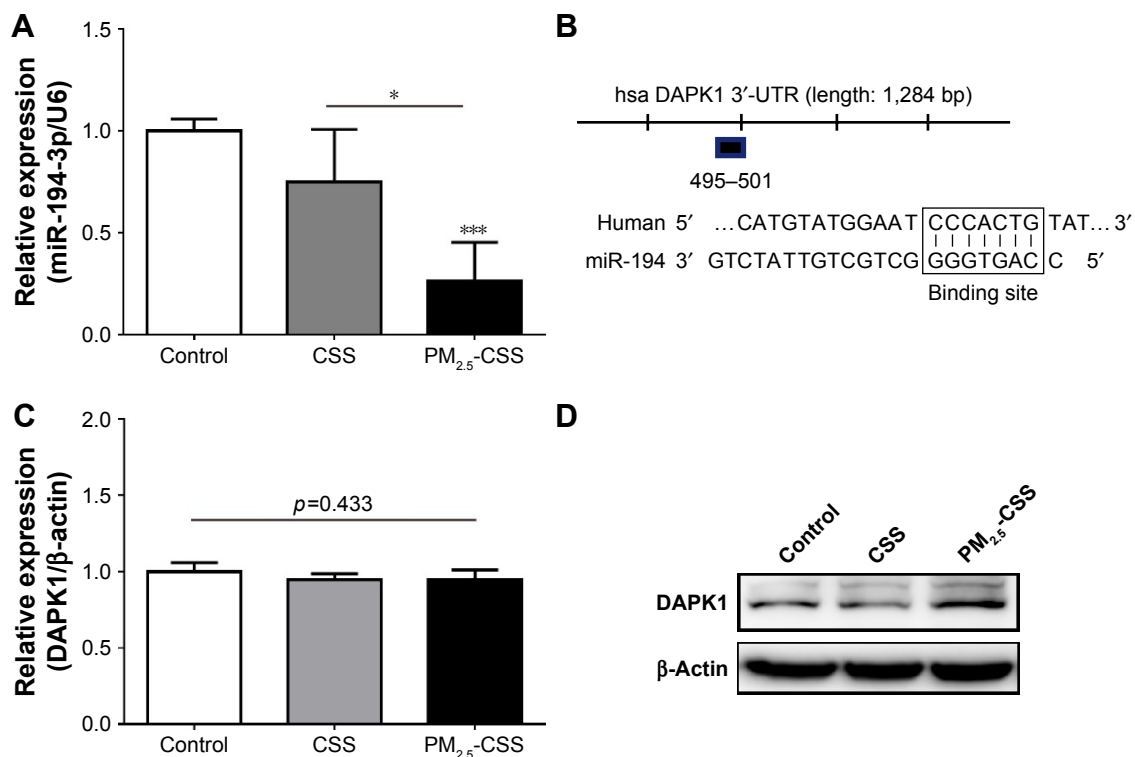 A
Relative expression
(miR-194-3p/U6)
1.5
1.0
0.5
0.0
*
***
Control CSS PM2.5-CSS
B
hsa DAPK1 3′-UTR (length: 1,284 bp)
495–501
Human 5′ …CATGTATGGAAT CCCACTG TAT… 3′
miR-194 3′ GTCTATTGTCGTCG GGGTGAC C 5′
Binding site
C
Relative expression
(DAPK1/β-actin)
2.0
1.5
1.0
0.5
0.0
p=0.433
Control CSS PM2.5-CSS
D
Control CSS PM2.5-CSS
DAPK1
β-Actin